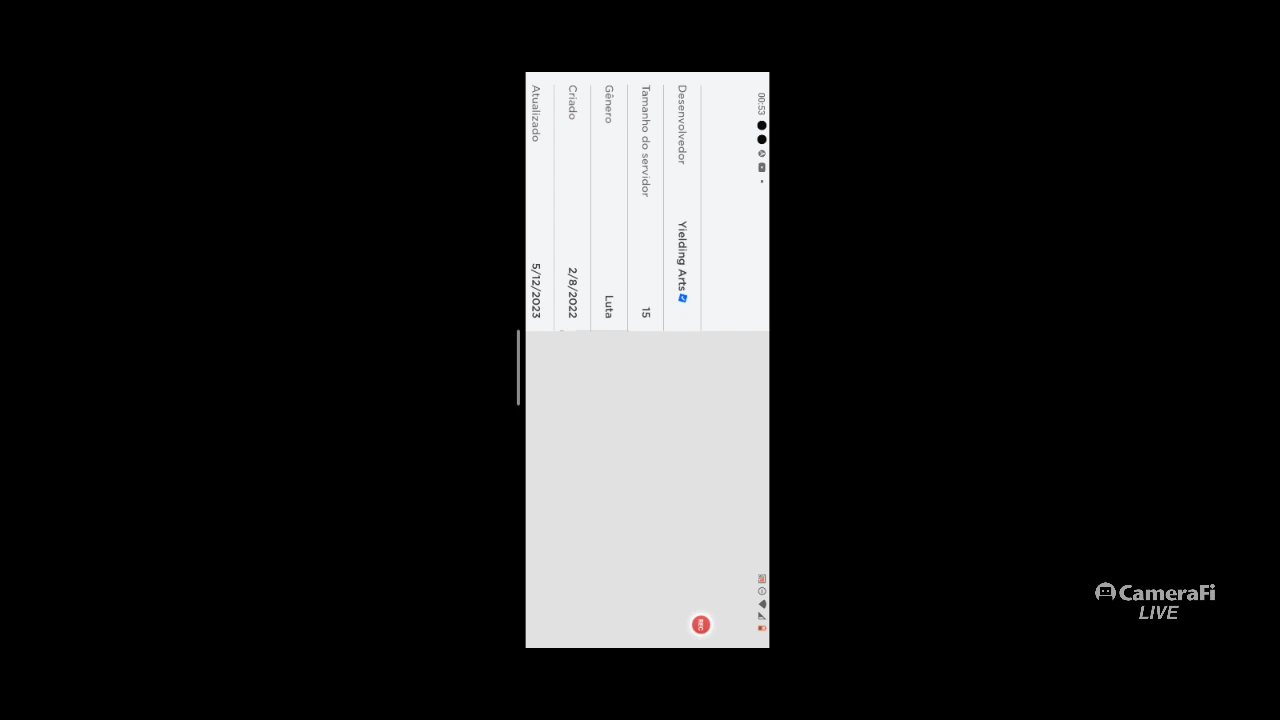 00:53
Desenvolvedor Yielding Arts
Tamanho do servidor 15
Gênero Luta
Criado 2/8/2022
Atualizado 5/12/2023
REC
CameraFi
LIVE